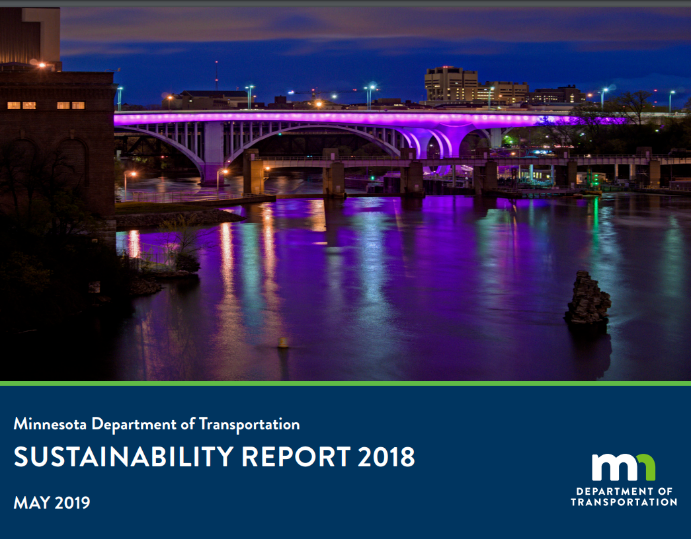 Minnesota Department of Transportation
SUSTAINABILITY REPORT 2018
MAY 2019
mn
DEPARTMENT OF
TRANSPORTATION